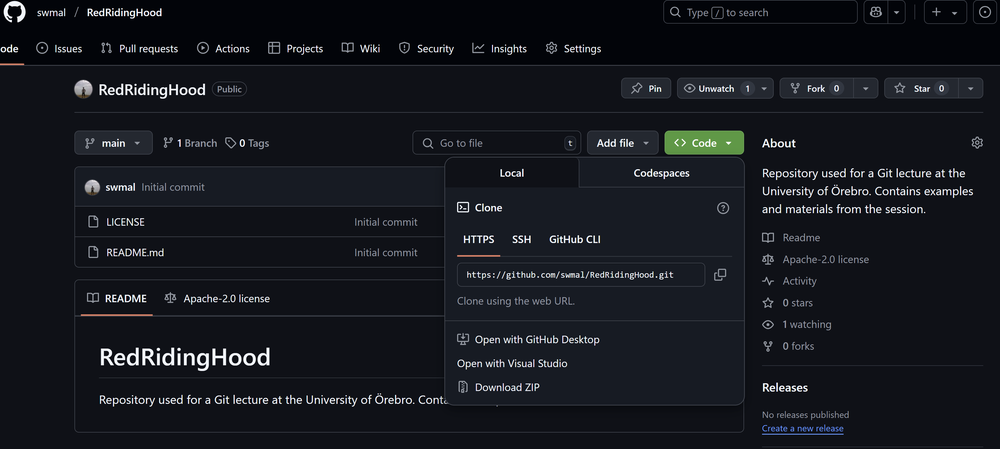 swmal / RedRidingHood
Type / to search
ode Issues Pull requests Actions Projects Wiki Security Insights Settings
RedRidingHood Public
Pin Unwatch 1 Fork 0 Star 0
main 1 Branch 0 Tags Go to file t Add file Code
swmal Initial commit
LICENSE Initial commit
README.md Initial commit
README Apache-2.0 license
RedRidingHood
Repository used for a Git lecture at the University of Örebro. Conta
Local Codespaces
Clone
HTTPS SSH GitHub CLI
https://github.com/swmal/RedRidingHood.git
Clone using the web URL.
Open with GitHub Desktop
Open with Visual Studio
Download ZIP
About
Repository used for a Git lecture at the
University of Örebro. Contains examples
and materials from the session.
Readme
Apache-2.0 license
Activity
0 stars
1 watching
0 forks
Releases
No releases published
Create a new release